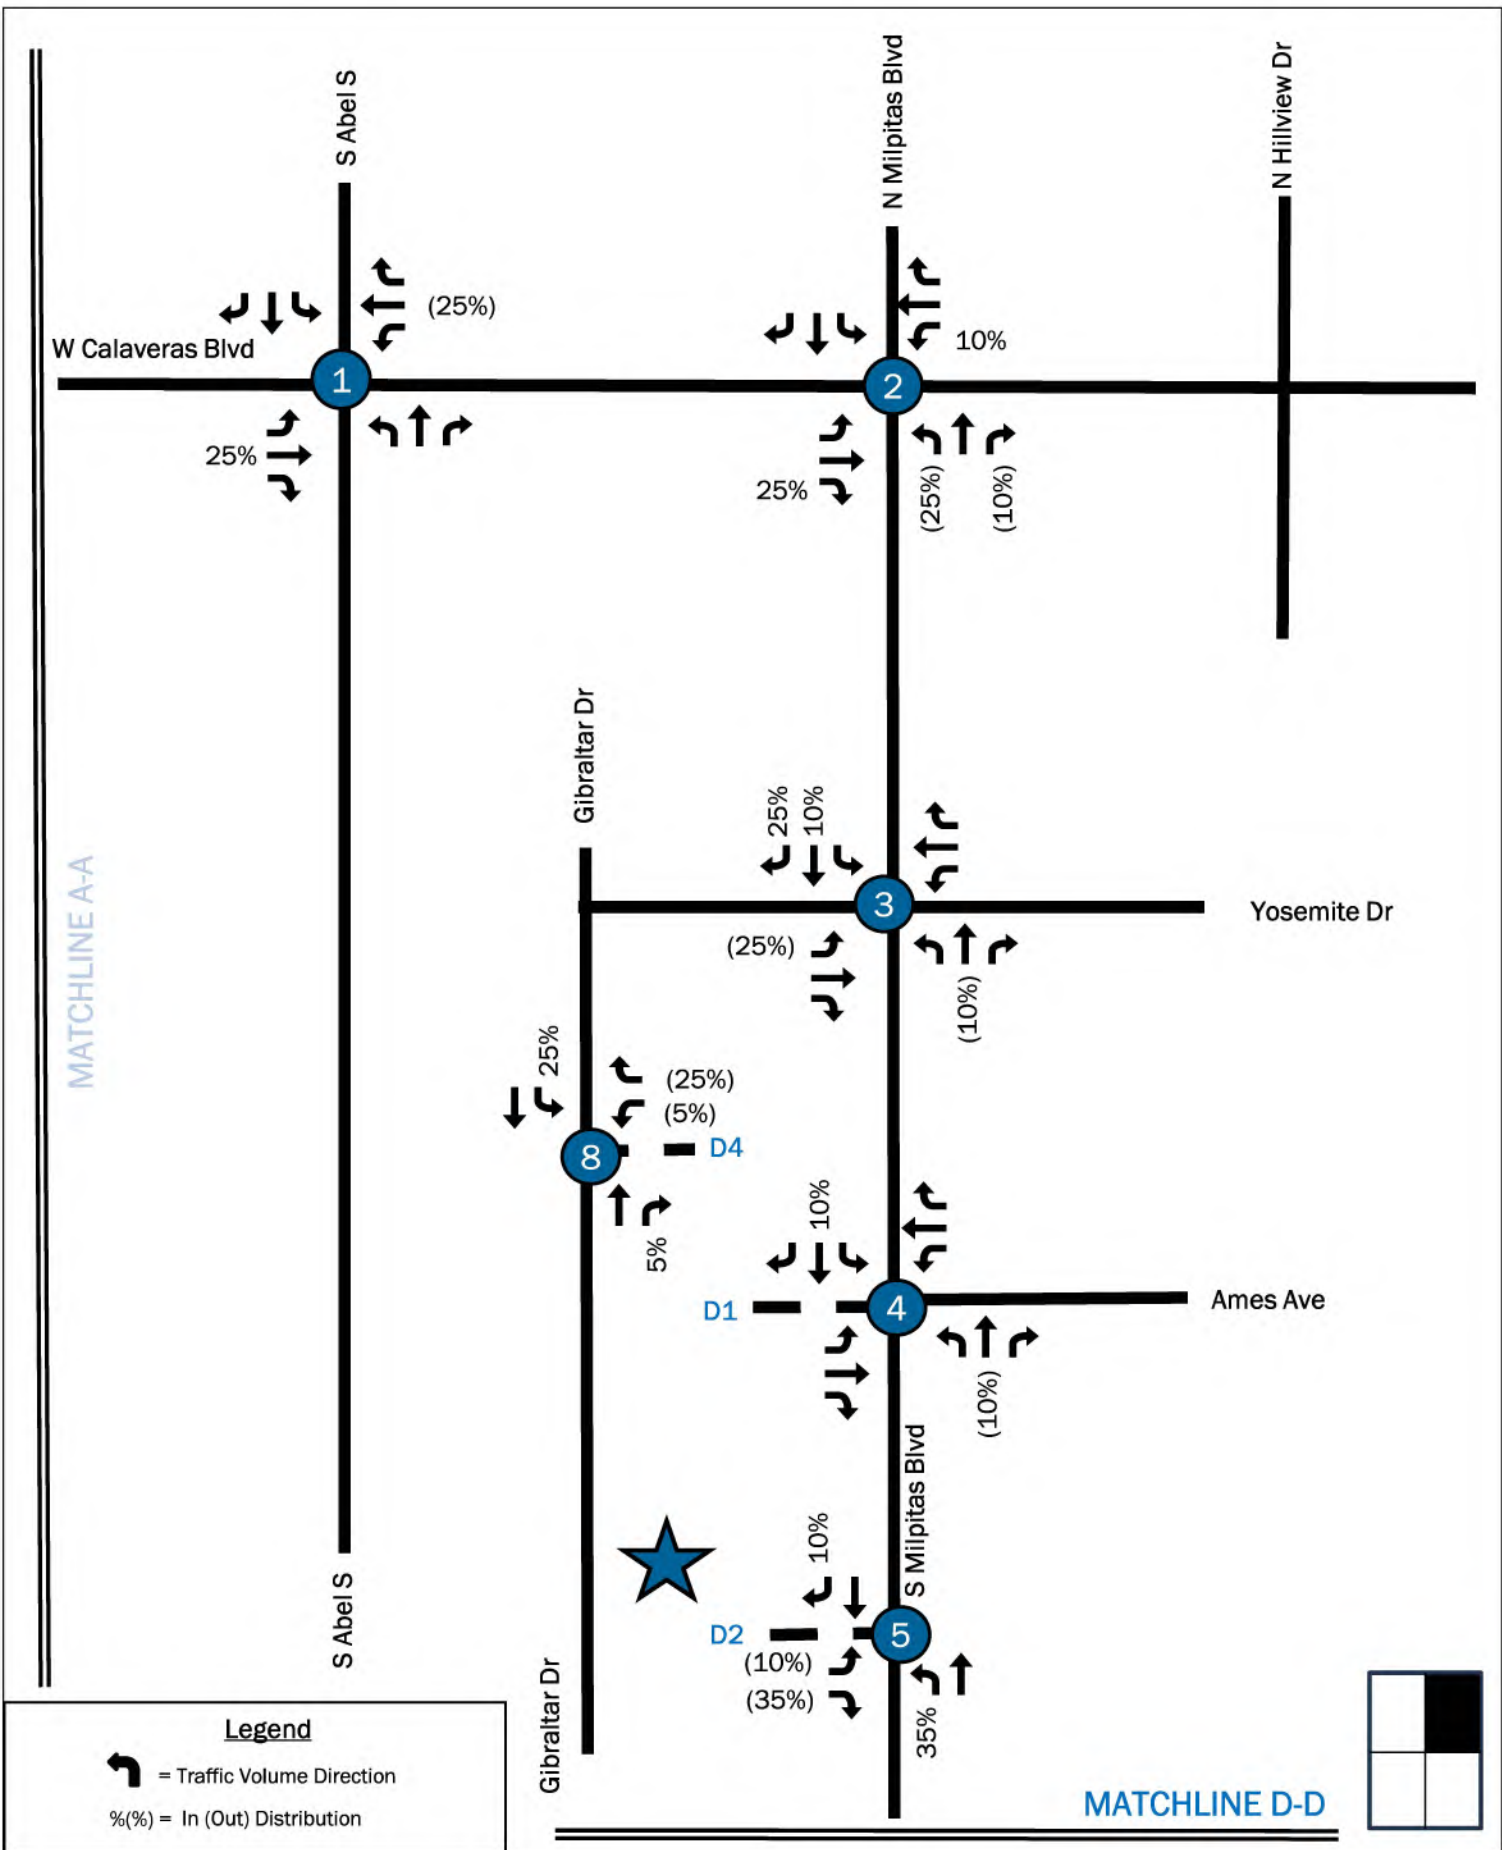 S Abel S
N Milpitas Blvd
N Hillview Dr
(25%)
W Calaveras Blvd
10%
1
2
25%
25%
(25%)
(10%)
Gibraltar Dr
25%
10%
3
Yosemite Dr
(25%)
(10%)
MATCHLINE A-A
25%
(25%)
(5%)
8
D4
5%
10%
D1
4
Ames Ave
(10%)
S Milpitas Blvd
10%
D2
5
(10%)
(35%)
35%
S Abel S
Gibraltar Dr
MATCHLINE D-D
Legend
= Traffic Volume Direction
%(%) = In (Out) Distribution